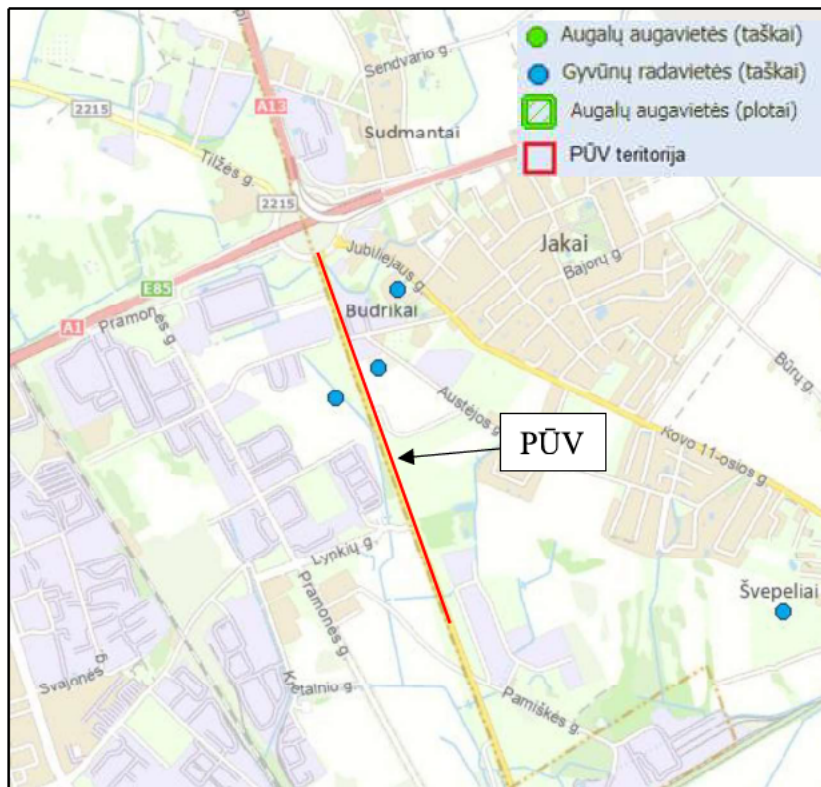 Augalų augavietės (taškai)
Gyvūnų radavietės (taškai)
Augalų augavietės (plotai)
PŪV teritorija
pl.
2215
A13
Sendvario g.
Sudmantai
Tilžės g.
2215
Jakai
Bajorų g.
Jubiliejaus g.
E85
Budrikai
A1
Pramonės g.
Būrų g.
Austėjos g.
PŪV
Kovo 11-osios g.
Lynkių g.
Pramonės g.
Švepeliai
Svajonės g.
Kretainio g.
Pamiškės g.